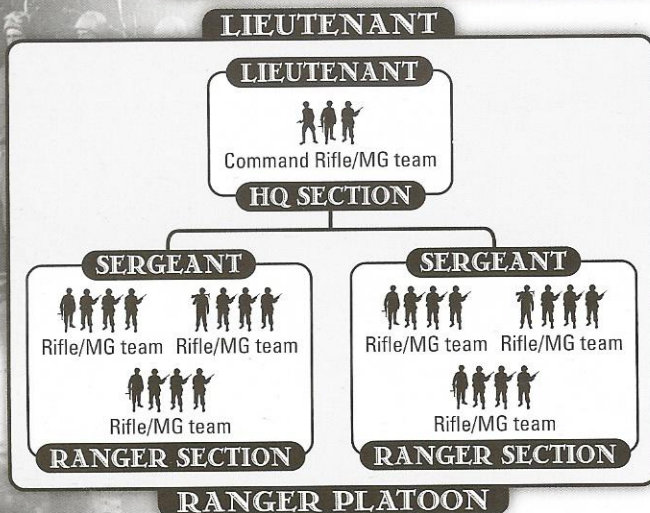 LIEUTENANT
LIEUTENANT
Command Rifle/MG team
HQ SECTION
SERGEANT
Rifle/MG team Rifle/MG team
Rifle/MG team
RANGER SECTION
SERGEANT
Rifle/MG team Rifle/MG team
Rifle/MG team
RANGER SECTION
RANGER PLATOON